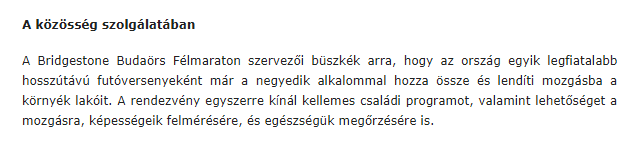 A közösség szolgálatában
A Bridgestone Budaörs Félmaraton szervezői büszkék arra, hogy az ország egyik legfiatalabb
hosszútávú futóversenyeként már a negyedik alkalommal hozza össze és lendíti mozgásba a
környék lakóit. A rendezvény egyszerre kínál kellemes családi programot, valamint lehetőséget a
mozgásra, képességeik felmérésére, és egészségük megőrzésére is.